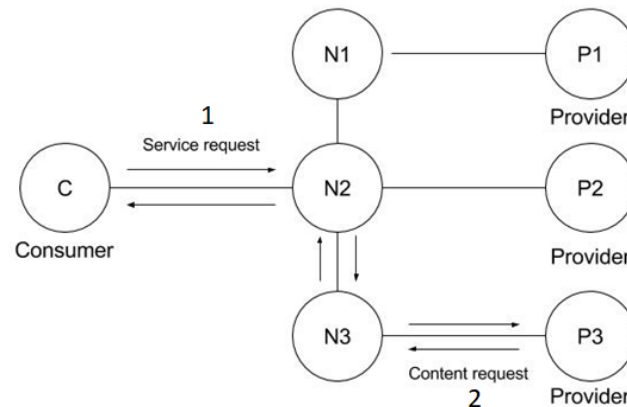 N1
P1
Provider
1
Service request
C
N2
P2
Consumer
Provider
N3
P3
Content request
2
Provider